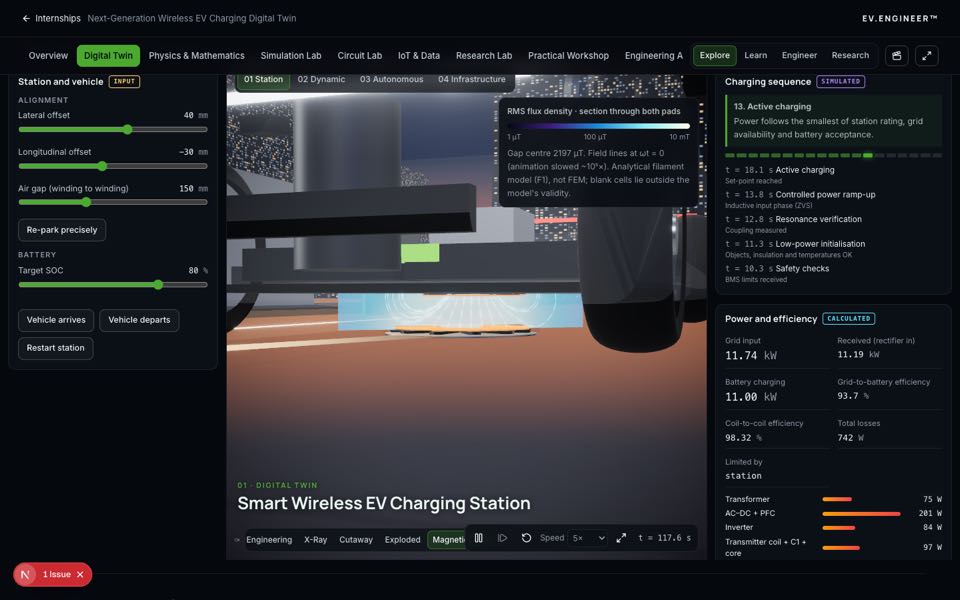 ← Internships Next-Generation Wireless EV Charging Digital Twin
EV.ENGINEER™
Overview Digital Twin Physics & Mathematics Simulation Lab Circuit Lab IoT & Data Research Lab Practical Workshop Engineering A
Explore Learn Engineer Research
Station and vehicle INPUT
ALIGNMENT
Lateral offset 40 mm
Longitudinal offset −30 mm
Air gap (winding to winding) 150 mm
Re-park precisely
BATTERY
Target SOC 80 %
Vehicle arrives Vehicle departs
Restart station
01 Station 02 Dynamic 03 Autonomous 04 Infrastructure
RMS flux density · section through both pads
1 µT 100 µT 10 mT
Gap centre 2197 µT. Field lines at ωt = 0
(animation slowed ~10⁵×). Analytical filament
model (F1), not FEM; blank cells lie outside the
model's validity.
01 · DIGITAL TWIN
Smart Wireless EV Charging Station
Engineering X-Ray Cutaway Exploded Magnetic
Speed 5× t = 117.6 s
Charging sequence SIMULATED
13. Active charging
Power follows the smallest of station rating, grid
availability and battery acceptance.
t = 18.1 s Active charging
Set-point reached
t = 13.8 s Controlled power ramp-up
Inductive input phase (ZVS)
t = 12.8 s Resonance verification
Coupling measured
t = 11.3 s Low-power initialisation
Objects, insulation and temperatures OK
t = 10.3 s Safety checks
BMS limits received
Power and efficiency CALCULATED
Grid input Received (rectifier in)
11.74 kW 11.19 kW
Battery charging Grid-to-battery efficiency
11.00 kW 93.7 %
Coil-to-coil efficiency Total losses
98.32 % 742 W
Limited by
station
Transformer 75 W
AC–DC + PFC 201 W
Inverter 84 W
Transmitter coil + C1 +
core 97 W
N 1 Issue ×